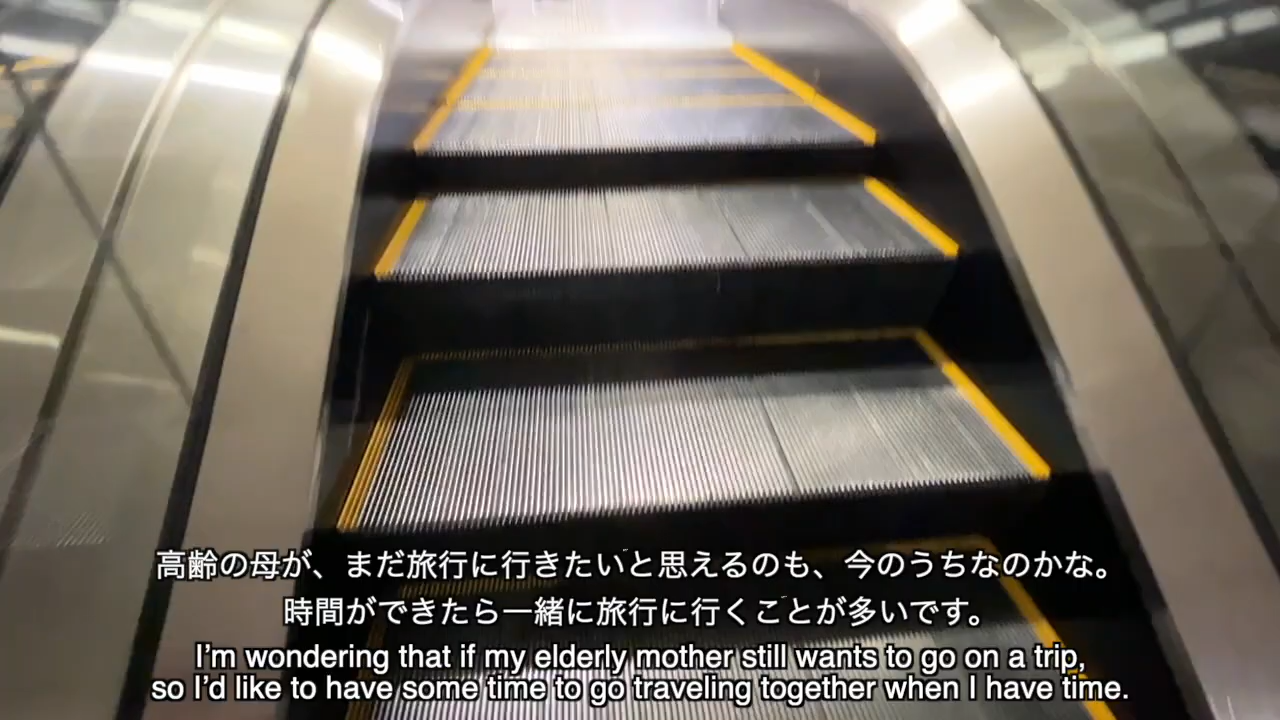 高齢の母が、まだ旅行に行きたいと思えるのも、今のうちなのかな。
時間ができたら一緒に旅行に行くことが多いです。
I'm wondering that if my elderly mother still wants to go on a trip,
so I'd like to have some time to go traveling together when I have time.